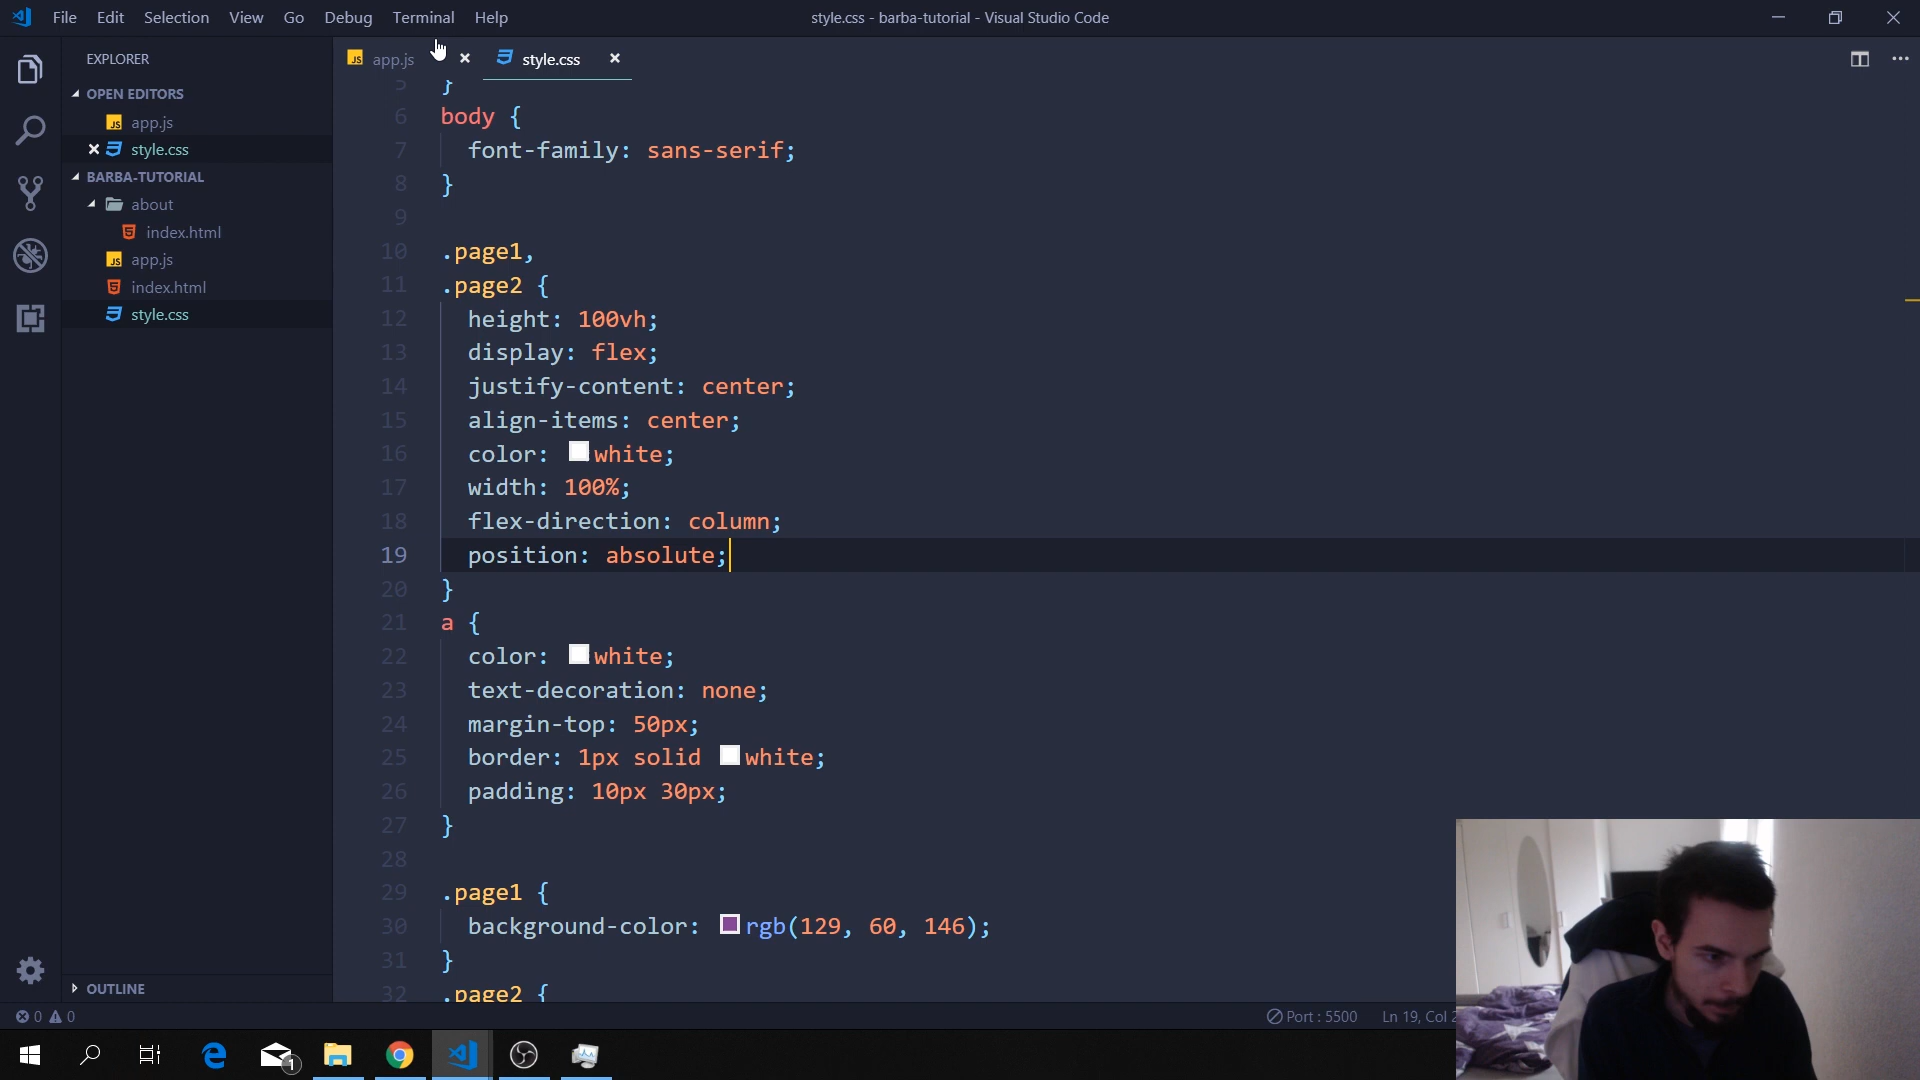 File Edit Selection View Go Debug Terminal Help
style.css - barba-tutorial - Visual Studio Code
EXPLORER
OPEN EDITORS
JS app.js
style.css
BARBA-TUTORIAL
about
index.html
JS app.js
index.html
style.css
OUTLINE
JS app.js
style.css
5 }
6 body {
7 font-family: sans-serif;
8 }
9
10 .page1,
11 .page2 {
12 height: 100vh;
13 display: flex;
14 justify-content: center;
15 align-items: center;
16 color: white;
17 width: 100%;
18 flex-direction: column;
19 position: absolute;
20 }
21 a {
22 color: white;
23 text-decoration: none;
24 margin-top: 50px;
25 border: 1px solid white;
26 padding: 10px 30px;
27 }
28
29 .page1 {
30 background-color: rgb(129, 60, 146);
31 }
32 .page2 {
0 0
Port : 5500 Ln 19, Col 2
1